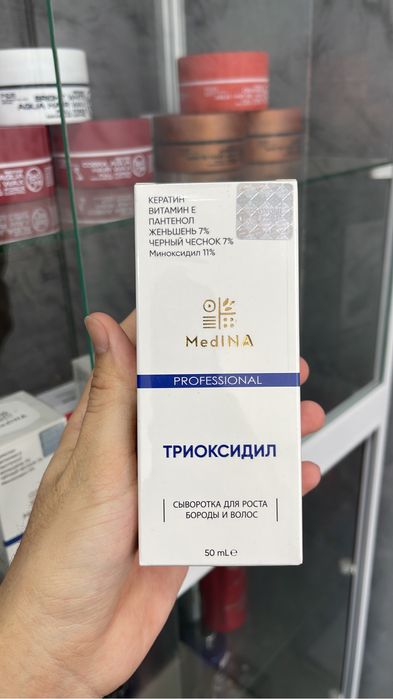 КЕРАТИН
ВИТАМИН Е
ПАНТЕНОЛ
ЖЕНЬШЕНЬ 7%
ЧЕРНЫЙ ЧЕСНОК 7%
Миноксидил 11%
MedINA
PROFESSIONAL
ТРИОКСИДИЛ
СЫВОРОТКА ДЛЯ РОСТА
БОРОДЫ И ВОЛОС
50 mL℮